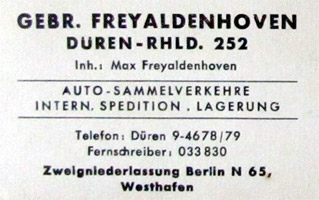 GEBR. FREYALDENHOVEN
DÜREN-RHLD. 252
Inh.: Max Freyaldenhoven
AUTO-SAMMELVERKEHRE
INTERN. SPEDITION . LAGERUNG
Telefon: Düren 9-4678/79
Fernschreiber: 033 830
Zweigniederlassung Berlin N 65,
Westhafen